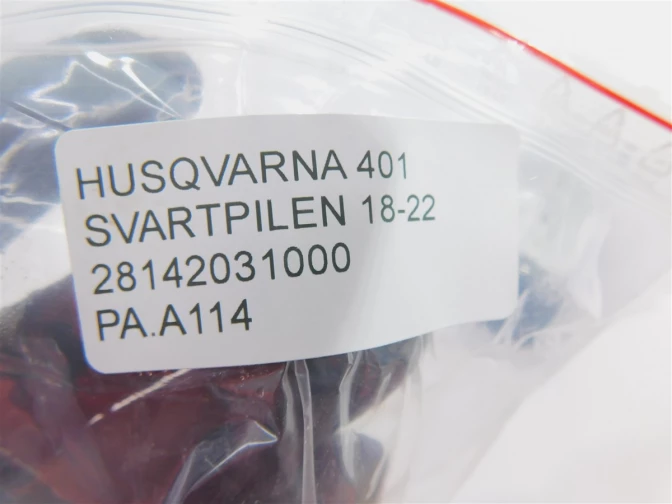 HUSQVARNA 401
SVARTPILEN 18-22
28142031000
PA.A114